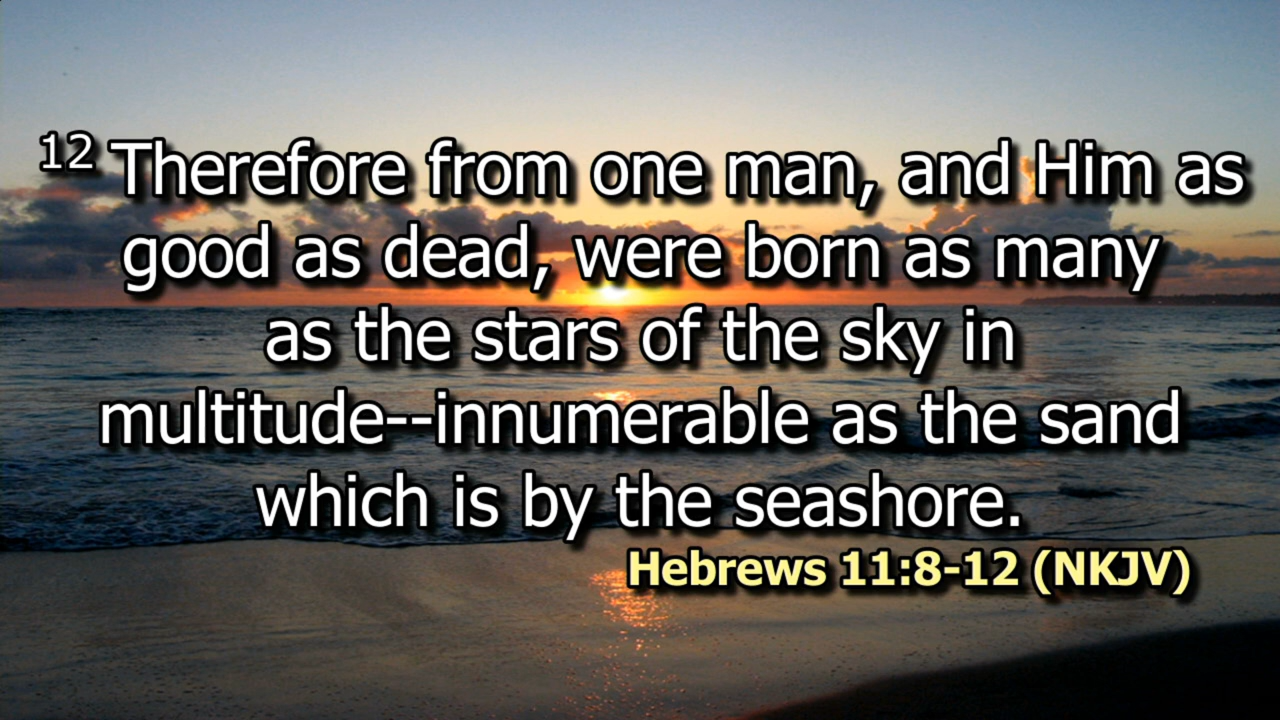 12 Therefore from one man, and Him as
good as dead, were born as many
as the stars of the sky in
multitude--innumerable as the sand
which is by the seashore.
Hebrews 11:8-12 (NKJV)